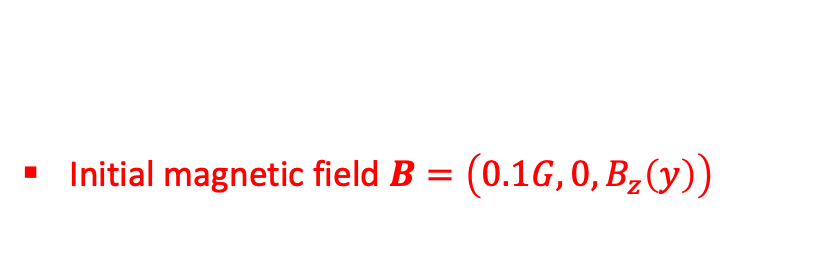 ▪ Initial magnetic field 𝑩 = (0.1𝐺, 0, 𝐵_𝑧(𝑦))